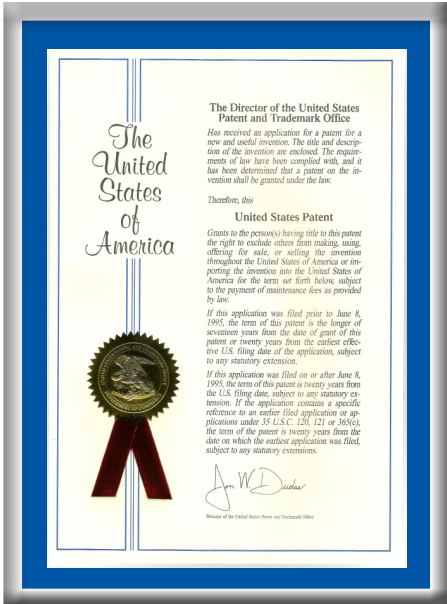 The
United
States
of
America
The Director of the United States
Patent and Trademark Office
Has received an application for a patent for a
new and useful invention. The title and descrip-
tion of the invention are enclosed. The require-
ments of law have been complied with, and it
has been determined that a patent on the in-
vention shall be granted under the law.
Therefore, this
United States Patent
Grants to the person(s) having title to this patent
the right to exclude others from making, using,
offering for sale, or selling the invention
throughout the United States of America or im-
porting the invention into the United States of
America for the term set forth below, subject
to the payment of maintenance fees as provided
by law.
If this application was filed prior to June 8,
1995, the term of this patent is the longer of
seventeen years from the date of grant of this
patent or twenty years from the earliest effec-
tive U.S. filing date of the application, subject
to any statutory extension.
If this application was filed on or after June 8,
1995, the term of this patent is twenty years from
the U.S. filing date, subject to any statutory ex-
tension. If the application contains a specific
reference to an earlier filed application or ap-
plications under 35 U.S.C. 120, 121 or 365(c),
the term of the patent is twenty years from the
date on which the earliest application was filed,
subject to any statutory extensions.
Jon W Dudas
Director of the United States Patent and Trademark Office